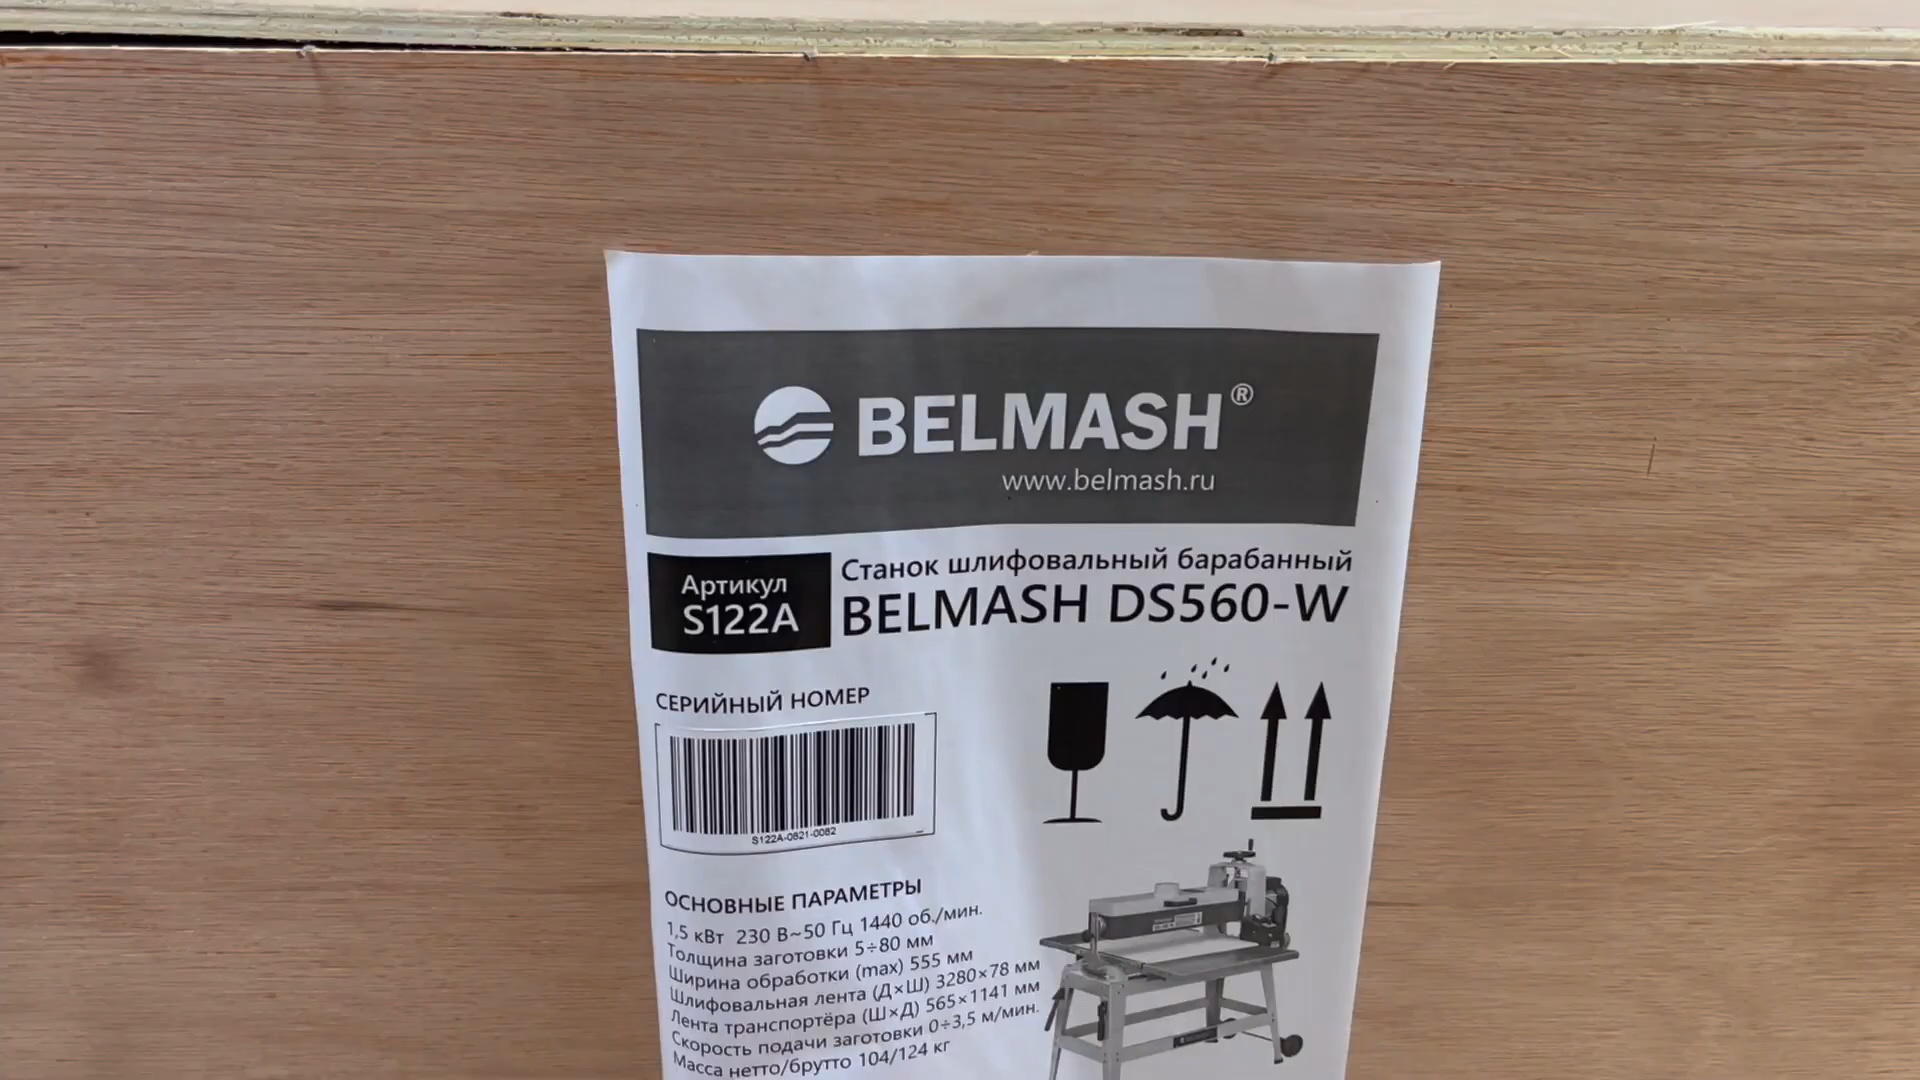 BELMASH®
www.belmash.ru
Артикул
S122A
Станок шлифовальный барабанный
BELMASH DS560-W
СЕРИЙНЫЙ НОМЕР
S122A-0821-0082
ОСНОВНЫЕ ПАРАМЕТРЫ
1,5 кВт 230 В~50 Гц 1440 об./мин.
Толщина заготовки 5÷80 мм
Ширина обработки (max) 555 мм
Шлифовальная лента (Д×Ш) 3280×78 мм
Лента транспортёра (Ш×Д) 565×1141 мм
Скорость подачи заготовки 0÷3,5 м/мин.
Масса нетто/брутто 104/124 кг